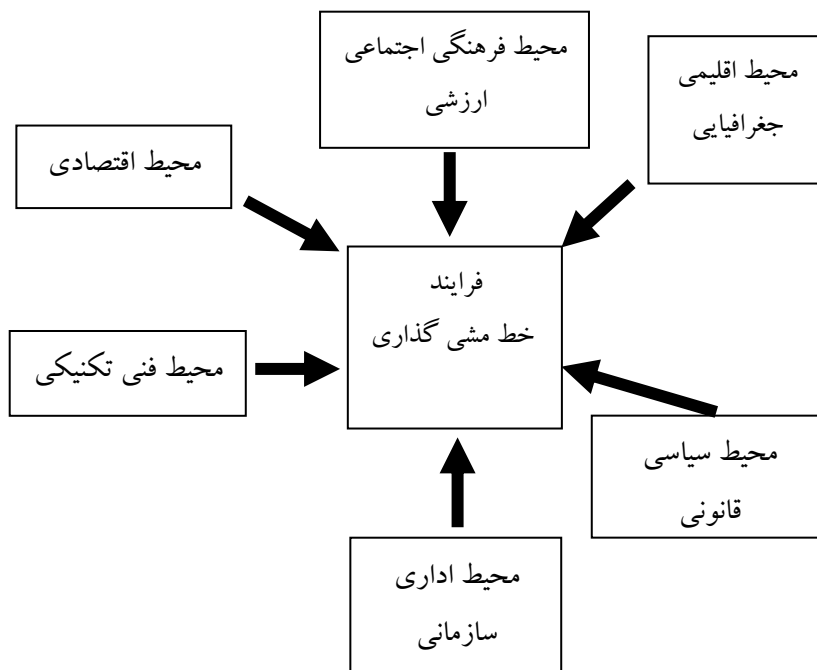 محیط فرهنگی اجتماعی
ارزشی
محیط اقلیمی
جغرافیایی
محیط اقتصادی
فرایند
خط مشی گذاری
محیط فنی تکنیکی
محیط سیاسی
قانونی
محیط اداری
سازمانی